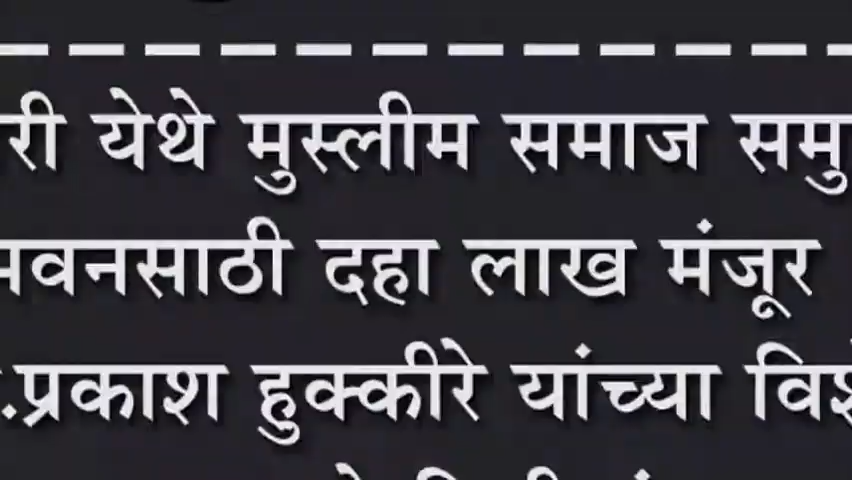 री येथे मुस्लीम समाज समु
भवनसाठी दहा लाख मंजूर
.प्रकाश हुक्कीरे यांच्या विशे